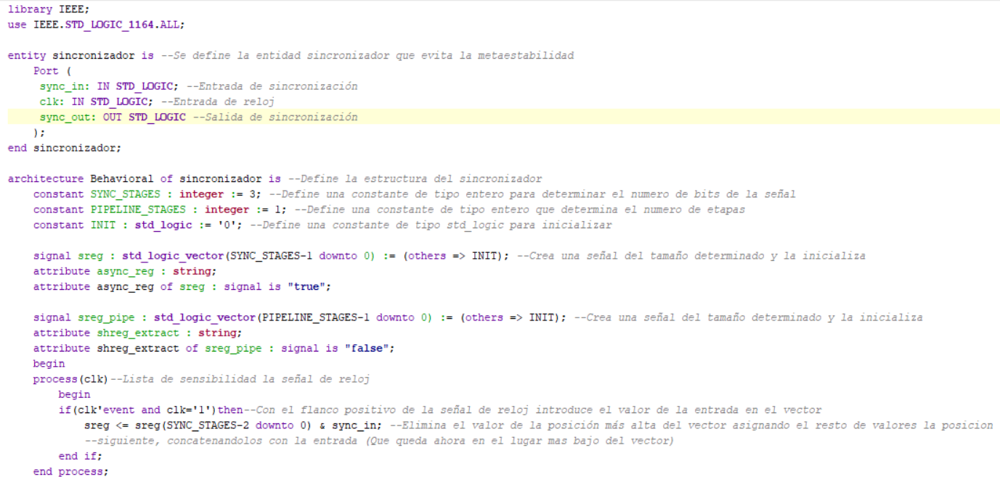 library IEEE;
use IEEE.STD_LOGIC_1164.ALL;
entity sincronizador is --Se define la entidad sincronizador que evita la metaestabilidad
Port (
sync_in: IN STD_LOGIC; --Entrada de sincronización
clk: IN STD_LOGIC; --Entrada de reloj
sync_out: OUT STD_LOGIC --Salida de sincronización
);
end sincronizador;
architecture Behavioral of sincronizador is --Define la estructura del sincronizador
constant SYNC_STAGES : integer := 3; --Define una constante de tipo entero para determinar el numero de bits de la señal
constant PIPELINE_STAGES : integer := 1; --Define una constante de tipo entero que determina el numero de etapas
constant INIT : std_logic := '0'; --Define una constante de tipo std_logic para inicializar
signal sreg : std_logic_vector(SYNC_STAGES-1 downto 0) := (others => INIT); --Crea una señal del tamaño determinado y la inicializa
attribute async_reg : string;
attribute async_reg of sreg : signal is "true";
signal sreg_pipe : std_logic_vector(PIPELINE_STAGES-1 downto 0) := (others => INIT); --Crea una señal del tamaño determinado y la inicializa
attribute shreg_extract : string;
attribute shreg_extract of sreg_pipe : signal is "false";
begin
process(clk)--Lista de sensibilidad la señal de reloj
begin
if(clk'event and clk='1')then--Con el flanco positivo de la señal de reloj introduce el valor de la entrada en el vector
sreg <= sreg(SYNC_STAGES-2 downto 0) & sync_in; --Elimina el valor de la posición más alta del vector asignando el resto de valores la posicion
--siguiente, concatenandolos con la entrada (Que queda ahora en el lugar mas bajo del vector)
end if;
end process;